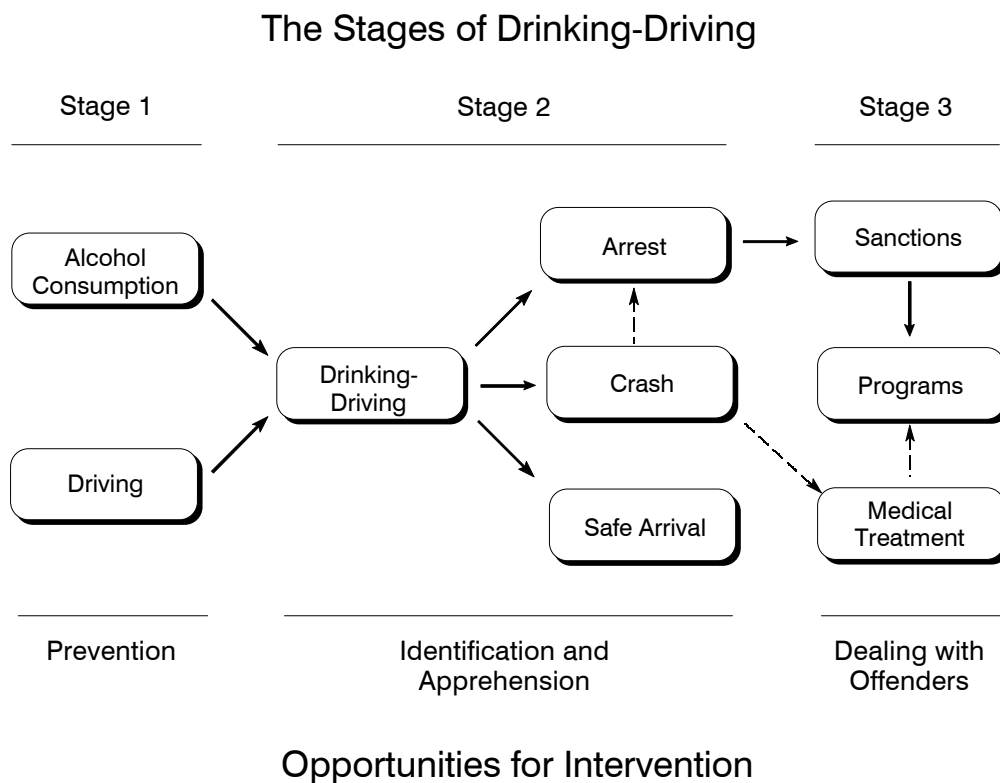 The Stages of Drinking-Driving
Stage 1
Stage 2
Stage 3
Alcohol
Consumption
Driving
Drinking-
Driving
Arrest
Crash
Safe Arrival
Sanctions
Programs
Medical
Treatment
Prevention
Identification and
Apprehension
Dealing with
Offenders
Opportunities for Intervention